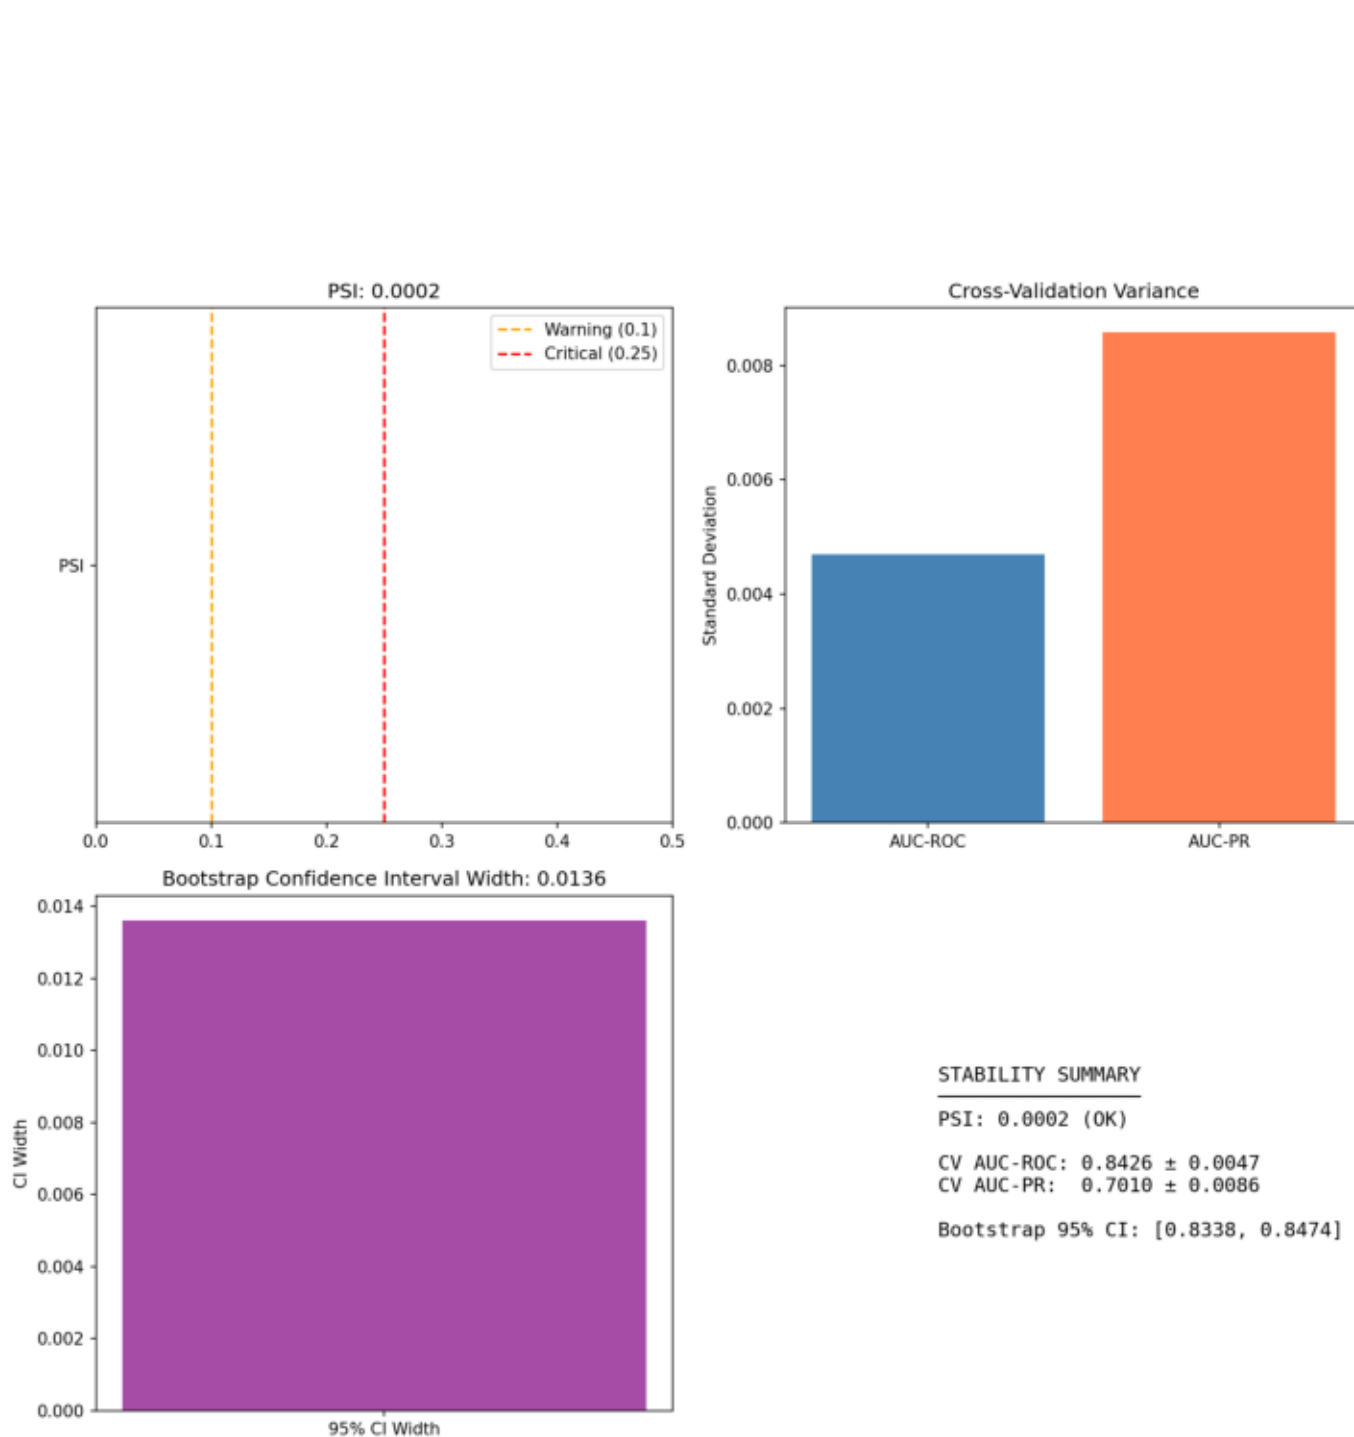 PSI: 0.0002
Warning (0.1)
Critical (0.25)
PSI
0.0 0.1 0.2 0.3 0.4 0.5
Cross-Validation Variance
Standard Deviation
0.008
0.006
0.004
0.002
0.000
AUC-ROC AUC-PR
Bootstrap Confidence Interval Width: 0.0136
CI Width
0.014
0.012
0.010
0.008
0.006
0.004
0.002
0.000
95% CI Width
STABILITY SUMMARY
PSI: 0.0002 (OK)
CV AUC-ROC: 0.8426 ± 0.0047
CV AUC-PR: 0.7010 ± 0.0086
Bootstrap 95% CI: [0.8338, 0.8474]